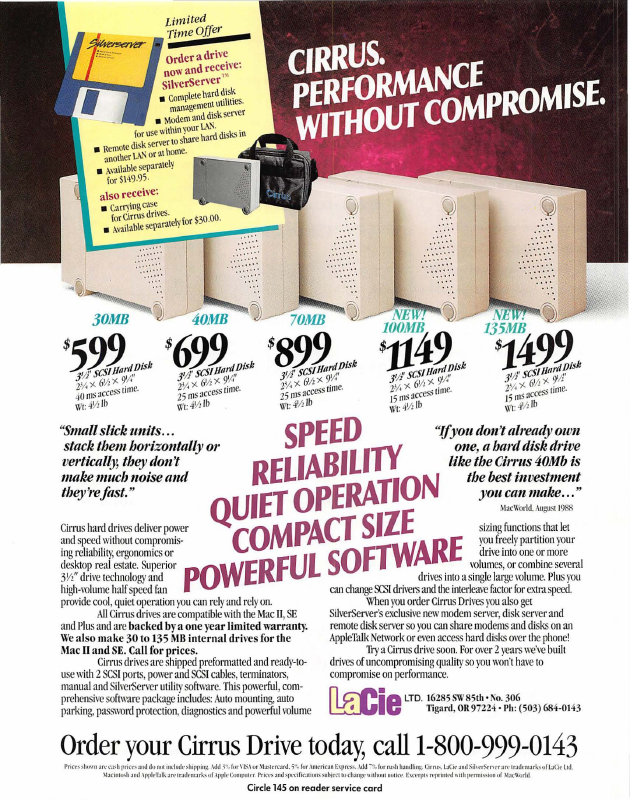 Limited
Time Offer
Silverserver
Order a drive
now and receive:
SilverServer™
■ Complete hard disk
management utilities.
■ Modem and disk server
for use within your LAN.
■ Remote disk server to share hard disks in
another LAN or at home.
■ Available separately
for $149.95.
also receive:
■ Carrying case
for Cirrus drives.
■ Available separately for $30.00.
Cirrus
CIRRUS.
PERFORMANCE
WITHOUT COMPROMISE.
30MB
$599
3½" SCSI Hard Disk
2¼ × 6½ × 9¼"
40 ms access time.
Wt: 4½ lb
40MB
$699
3½" SCSI Hard Disk
2¼ × 6½ × 9¼"
25 ms access time.
Wt: 4½ lb
70MB
$899
3½" SCSI Hard Disk
2¼ × 6½ × 9¼"
25 ms access time.
Wt: 4½ lb
NEW!
100MB
$1149
3½" SCSI Hard Disk
2¼ × 6½ × 9¼"
15 ms access time.
Wt: 4½ lb
NEW!
135MB
$1499
3½" SCSI Hard Disk
2¼ × 6½ × 9¼"
15 ms access time.
Wt: 4½ lb
"Small slick units...
stack them horizontally or
vertically, they don't
make much noise and
they're fast."
SPEED
RELIABILITY
QUIET OPERATION
COMPACT SIZE
POWERFUL SOFTWARE
"If you don't already own
one, a hard disk drive
like the Cirrus 40Mb is
the best investment
you can make..."
MacWorld, August 1988
Cirrus hard drives deliver power
and speed without compromis-
ing reliability, ergonomics or
desktop real estate. Superior
3½" drive technology and
high-volume half speed fan
provide cool, quiet operation you can rely and rely on.
All Cirrus drives are compatible with the Mac II, SE
and Plus and are backed by a one year limited warranty.
We also make 30 to 135 MB internal drives for the
Mac II and SE. Call for prices.
Cirrus drives are shipped preformatted and ready-to-
use with 2 SCSI ports, power and SCSI cables, terminators,
manual and SilverServer utility software. This powerful, com-
prehensive software package includes: Auto mounting, auto
parking, password protection, diagnostics and powerful volume
sizing functions that let
you freely partition your
drive into one or more
volumes, or combine several
drives into a single large volume. Plus you
can change SCSI drivers and the interleave factor for extra speed.
When you order Cirrus Drives you also get
SilverServer's exclusive new modem server, disk server and
remote disk server so you can share modems and disks on an
AppleTalk Network or even access hard disks over the phone!
Try a Cirrus drive soon. For over 2 years we've built
drives of uncompromising quality so you won't have to
compromise on performance.
LaCie LTD. 16285 SW 85th • No. 306
Tigard, OR 97224 • Ph: (503) 684-0143
Order your Cirrus Drive today, call 1-800-999-0143
Prices shown are cash prices and do not include shipping. Add 3% for VISA or Mastercard, 5% for American Express. Add 7% for rush handling. Cirrus, LaCie and SilverServer are trademarks of LaCie Ltd.
Macintosh and AppleTalk are trademarks of Apple Computer. Prices and specifications subject to change without notice. Excerpts reprinted with permission of MacWorld.
Circle 145 on reader service card